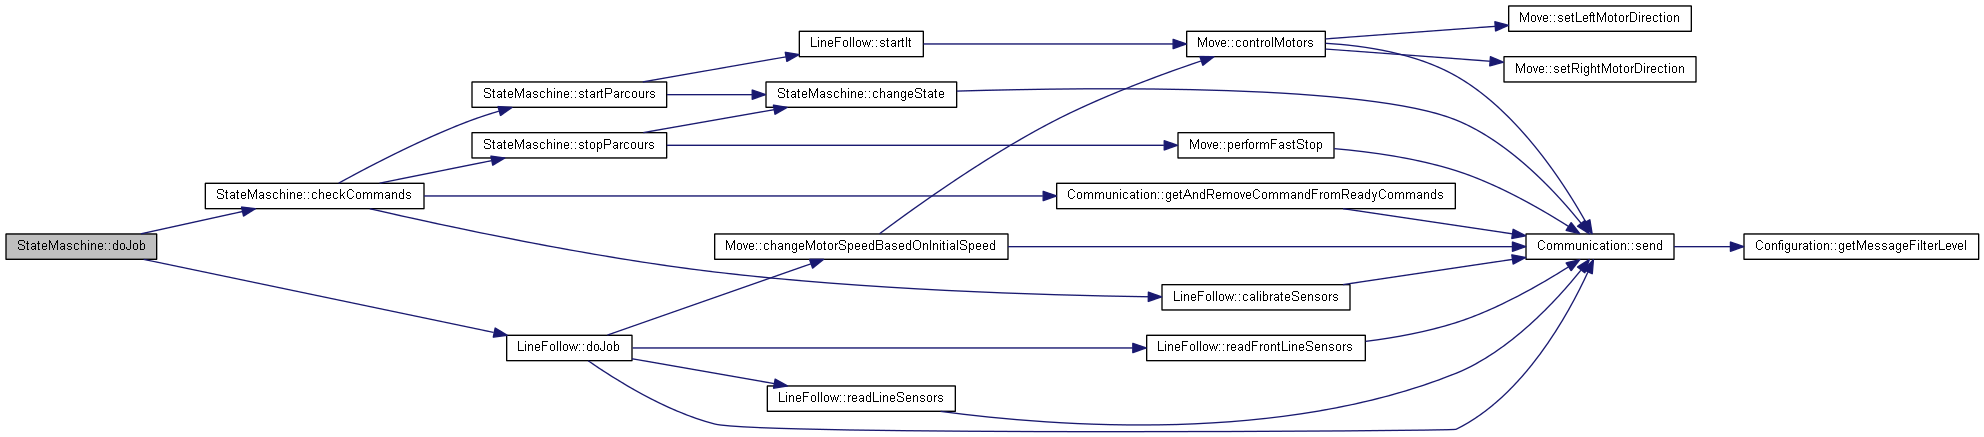 Move::setLeftMotorDirection
LineFollow::startIt
Move::controlMotors
Move::setRightMotorDirection
StateMaschine::startParcours
StateMaschine::changeState
StateMaschine::stopParcours
Move::performFastStop
StateMaschine::checkCommands
Communication::getAndRemoveCommandFromReadyCommands
StateMaschine::doJob
Move::changeMotorSpeedBasedOnInitialSpeed
Communication::send
Configuration::getMessageFilterLevel
LineFollow::calibrateSensors
LineFollow::doJob
LineFollow::readFrontLineSensors
LineFollow::readLineSensors